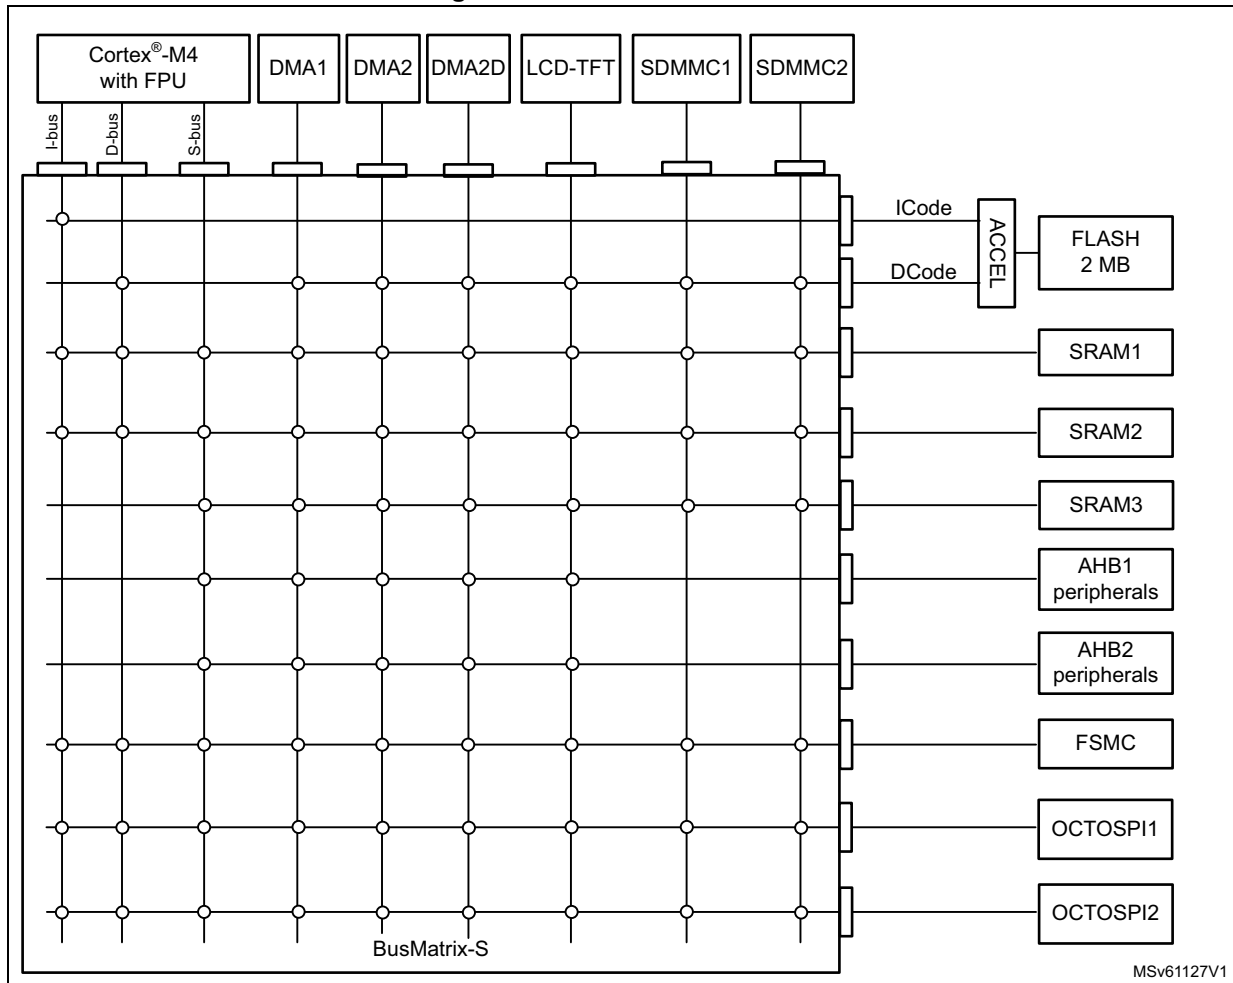 Cortex®-M4
with FPU
DMA1
DMA2
DMA2D
LCD-TFT
SDMMC1
SDMMC2
I-bus
D-bus
S-bus
ICode
DCode
ACCEL
FLASH
2 MB
SRAM1
SRAM2
SRAM3
AHB1
peripherals
AHB2
peripherals
FSMC
OCTOSPI1
OCTOSPI2
BusMatrix-S
MSv61127V1